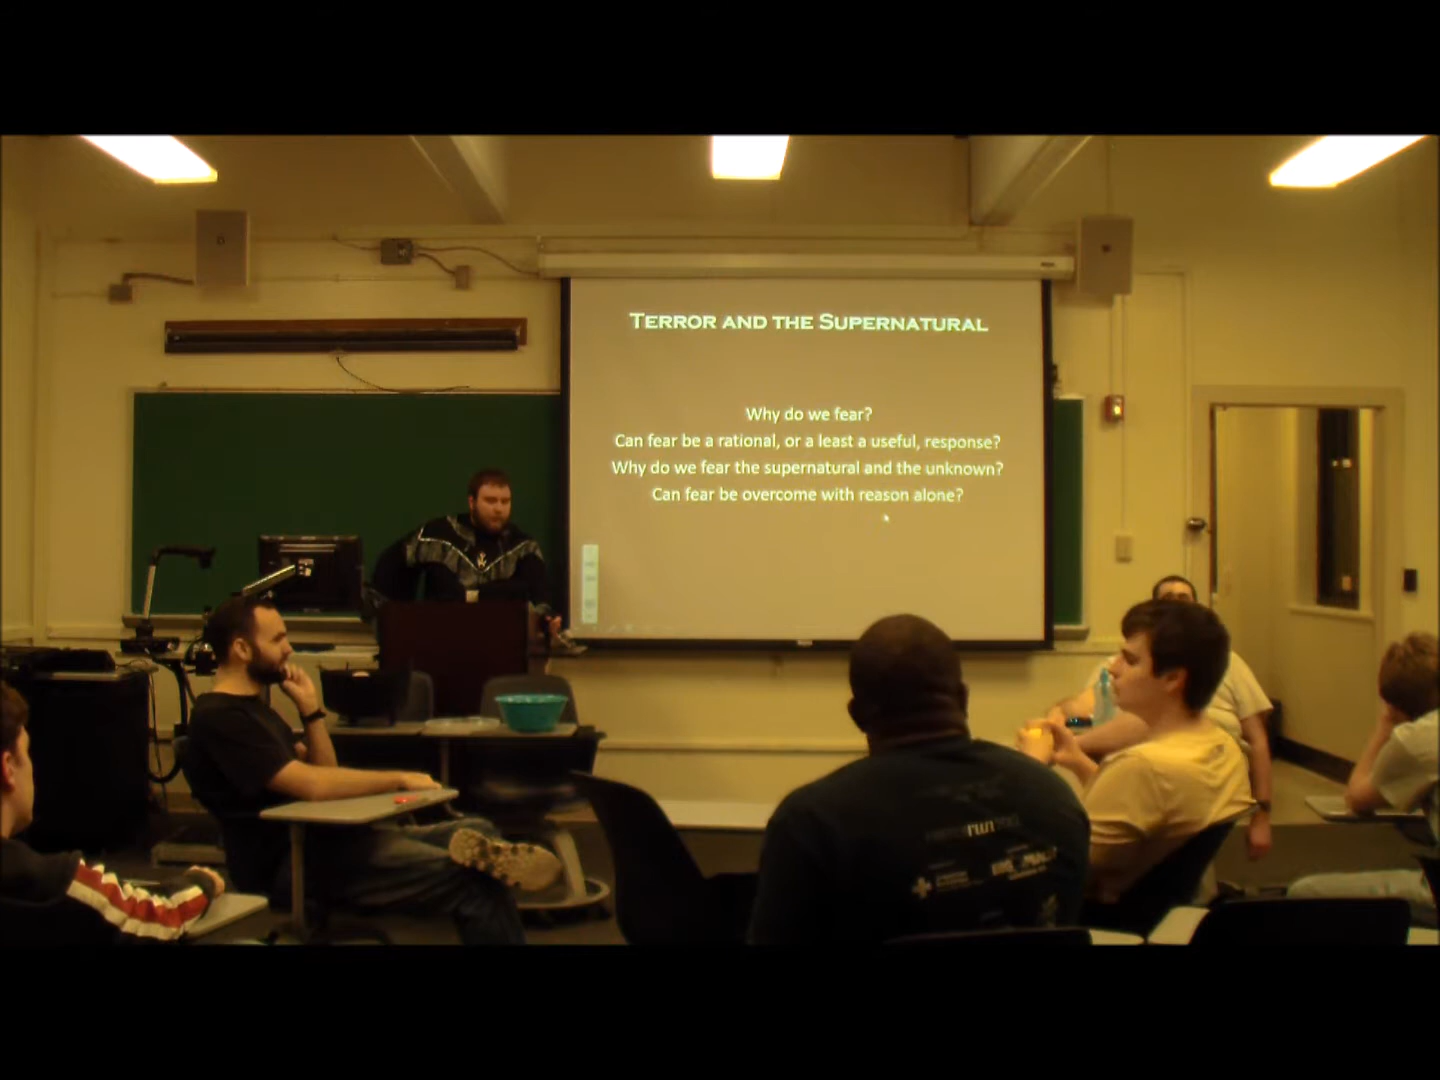 Terror and the Supernatural
Why do we fear?
Can fear be a rational, or a least a useful, response?
Why do we fear the supernatural and the unknown?
Can fear be overcome with reason alone?